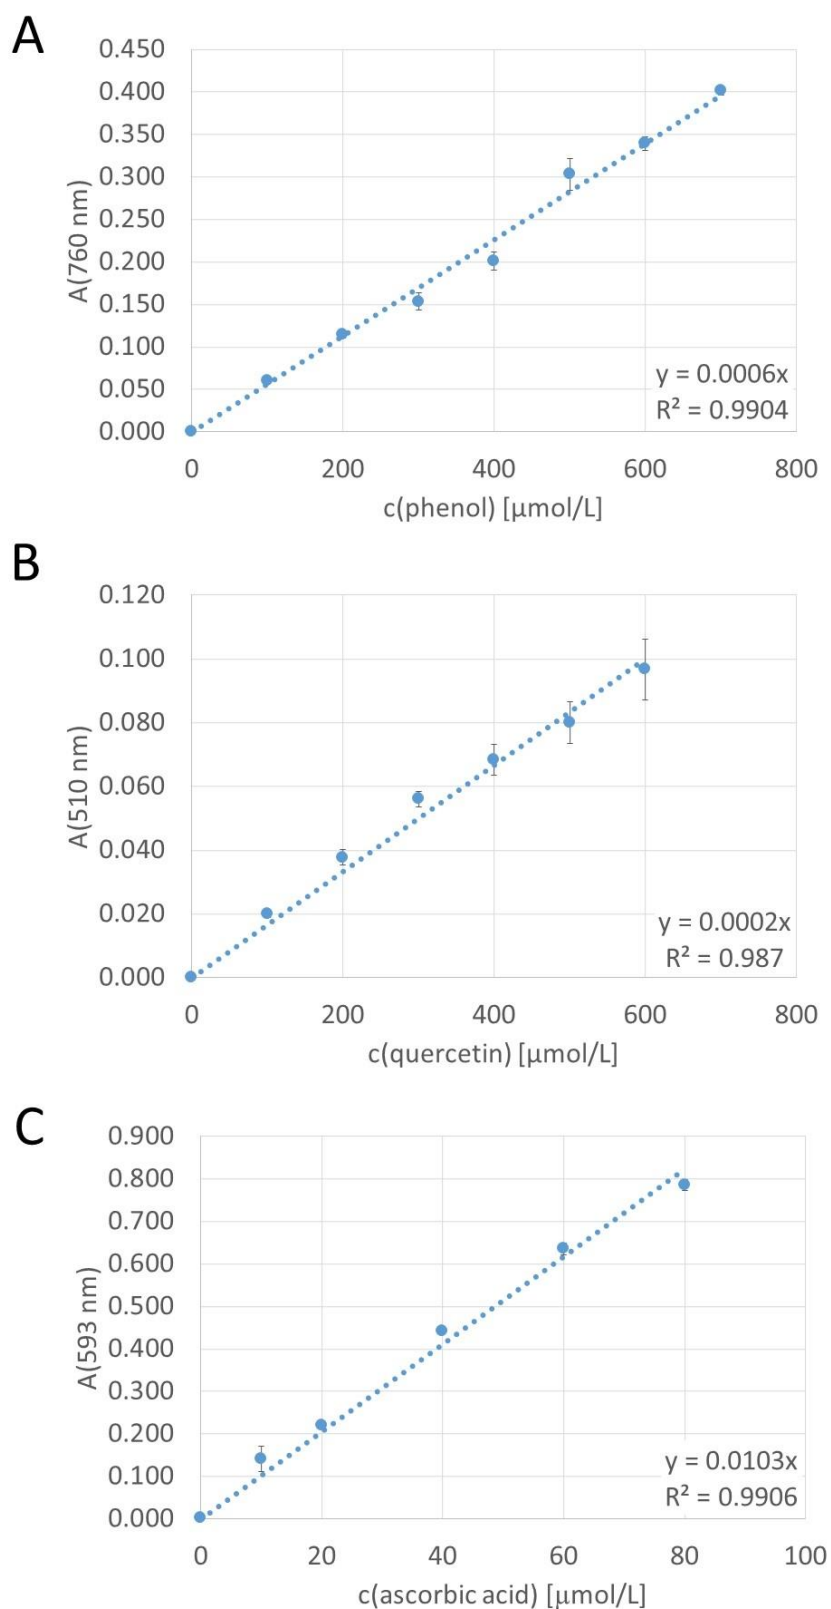 A
0.450
0.400
0.350
0.300
0.250
0.200
0.150
0.100
0.050
0.000
A(760 nm)
y = 0.0006x
R² = 0.9904
0 200 400 600 800
c(phenol) [µmol/L]
B
0.120
0.100
0.080
0.060
0.040
0.020
0.000
A(510 nm)
y = 0.0002x
R² = 0.987
0 200 400 600 800
c(quercetin) [µmol/L]
C
0.900
0.800
0.700
0.600
0.500
0.400
0.300
0.200
0.100
0.000
A(593 nm)
y = 0.0103x
R² = 0.9906
0 20 40 60 80 100
c(ascorbic acid) [µmol/L]